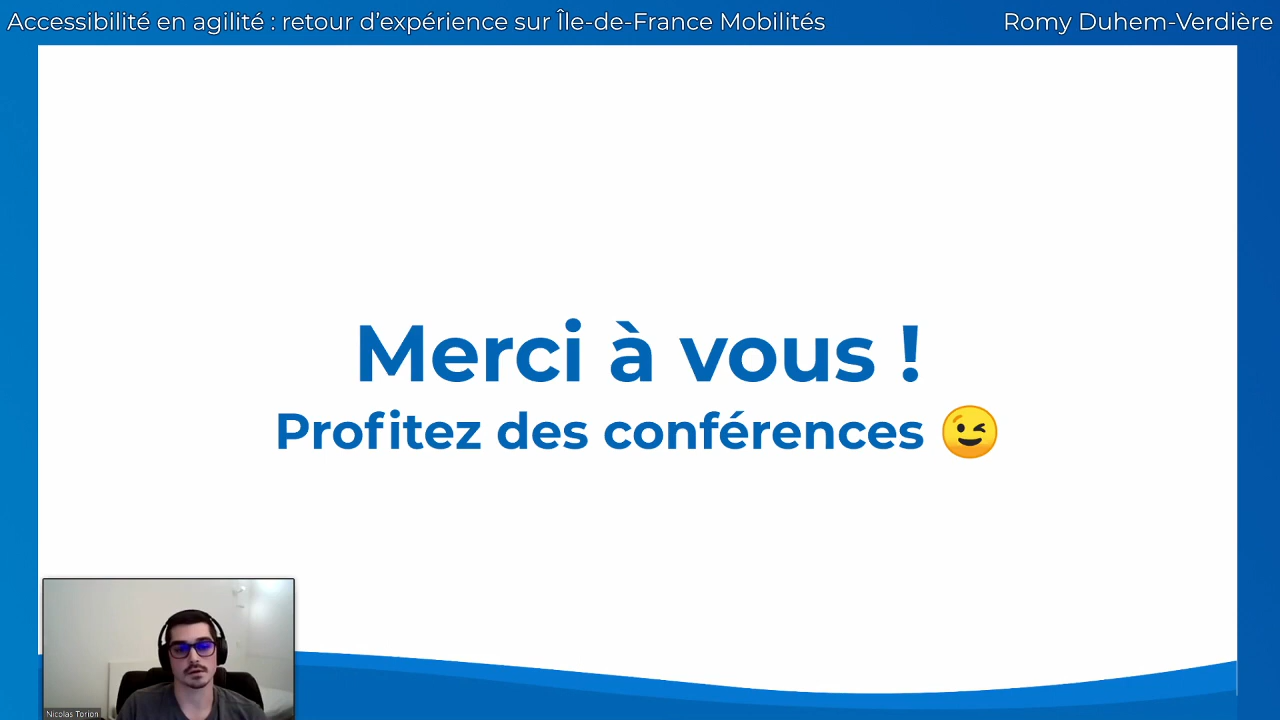 Accessibilité en agilité : retour d’expérience sur Île-de-France Mobilités
Romy Duhem-Verdière
Merci à vous !
Profitez des conférences 😉
Nicolas Torion